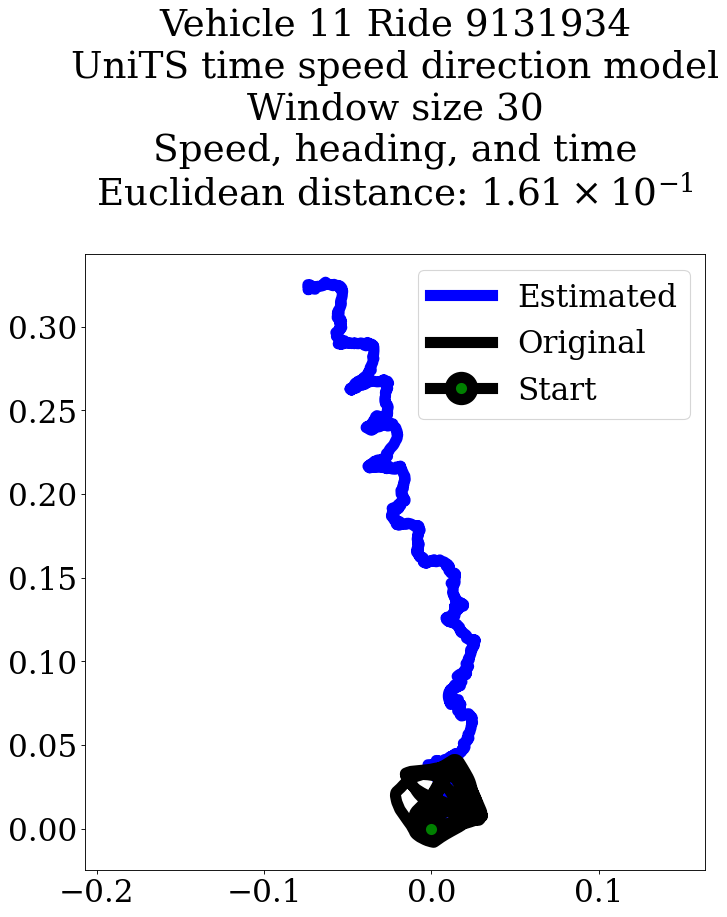 Vehicle 11 Ride 9131934
UniTS time speed direction model
Window size 30
Speed, heading, and time
Euclidean distance: 1.61 × 10⁻¹
Estimated
Original
Start
0.30
0.25
0.20
0.15
0.10
0.05
0.00
−0.2
−0.1
0.0
0.1